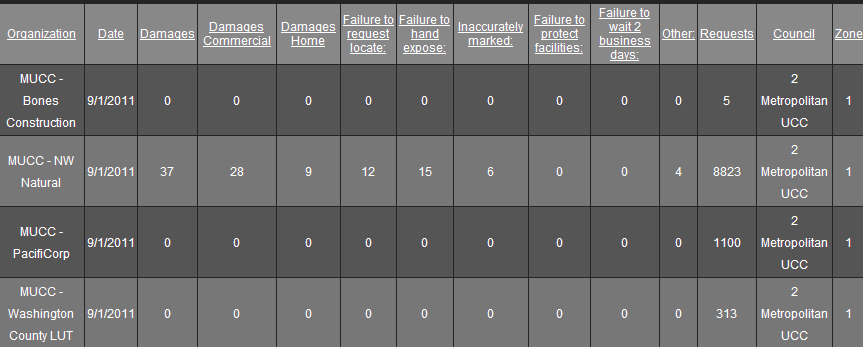 Organization Date Damages Damages Commercial Damages Home Failure to request locate: Failure to hand expose: Inaccurately marked: Failure to protect facilities: Failure to wait 2 business days: Other: Requests Council Zone
MUCC - Bones Construction 9/1/2011 0 0 0 0 0 0 0 0 0 5 2 Metropolitan UCC 1
MUCC - NW Natural 9/1/2011 37 28 9 12 15 6 0 0 4 8823 2 Metropolitan UCC 1
MUCC - PacifiCorp 9/1/2011 0 0 0 0 0 0 0 0 0 1100 2 Metropolitan UCC 1
MUCC - Washington County LUT 9/1/2011 0 0 0 0 0 0 0 0 0 313 2 Metropolitan UCC 1